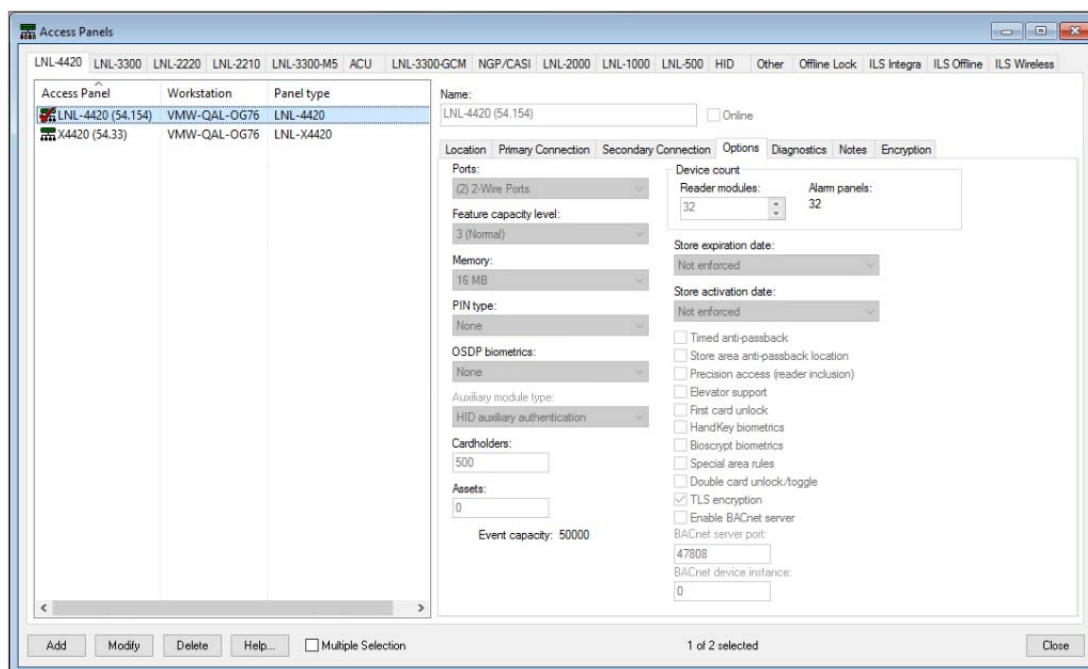 Access Panels
LNL-4420 LNL-3300 LNL-2220 LNL-2210 LNL-3300-M5 ACU LNL-3300-GCM NGP/CASI LNL-2000 LNL-1000 LNL-500 HID Other Offline Lock ILS Integra ILS Offline ILS Wireless
Access Panel Workstation Panel type
LNL-4420 (54.154) VMW-QAL-OG76 LNL-4420
X4420 (54.33) VMW-QAL-OG76 LNL-X4420
Name:
LNL-4420 (54.154) Online
Location Primary Connection Secondary Connection Options Diagnostics Notes Encryption
Ports:
(2) 2-Wire Ports
Feature capacity level:
3 (Normal)
Memory:
16 MB
PIN type:
None
OSDP biometrics:
None
Auxiliary module type:
HID auxiliary authentication
Cardholders:
500
Assets:
0
Event capacity: 50000
Device count
Reader modules: Alarm panels:
32 32
Store expiration date:
Not enforced
Store activation date:
Not enforced
Timed anti-passback
Store area anti-passback location
Precision access (reader inclusion)
Elevator support
First card unlock
HandKey biometrics
Bioscrypt biometrics
Special area rules
Double card unlock/toggle
TLS encryption
Enable BACnet server
BACnet server port:
47808
BACnet device instance:
0
Add Modify Delete Help... Multiple Selection 1 of 2 selected Close